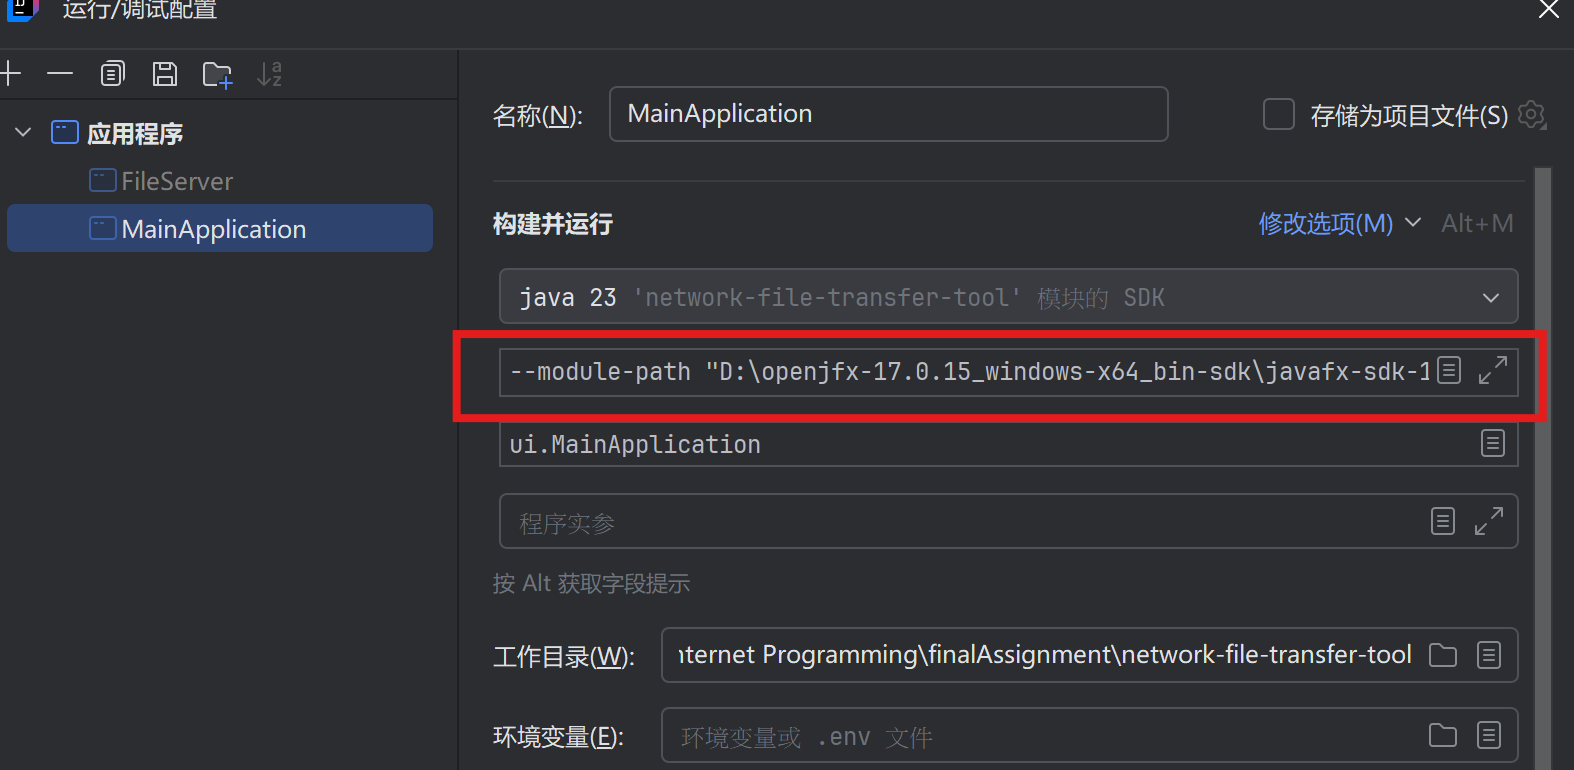 运行/调试配置
应用程序
FileServer
MainApplication
名称(N):
MainApplication
存储为项目文件(S)
构建并运行
修改选项(M)
Alt+M
java 23 'network-file-transfer-tool' 模块的 SDK
--module-path "D:\openjfx-17.0.15_windows-x64_bin-sdk\javafx-sdk-1
ui.MainApplication
程序实参
按 Alt 获取字段提示
工作目录(W):
nternet Programming\finalAssignment\network-file-transfer-tool
环境变量(E):
环境变量或 .env 文件